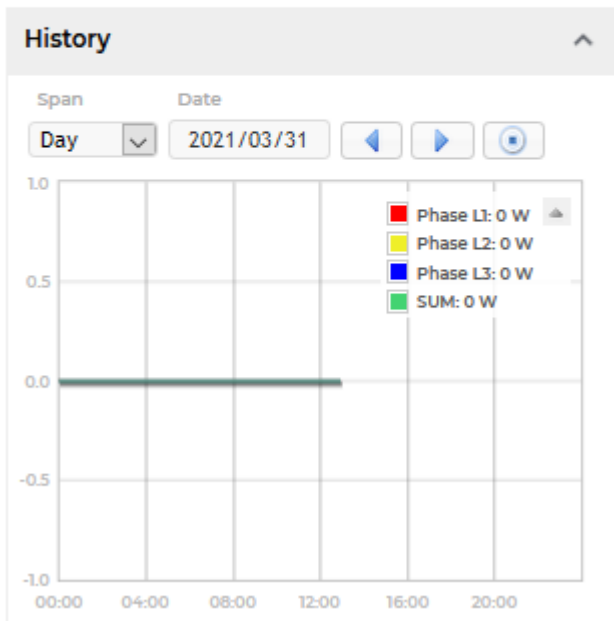 History
Span Date
Day 2021/03/31
1.0
Phase L1: 0 W
Phase L2: 0 W
0.5
Phase L3: 0 W
SUM: 0 W
0.0
-0.5
-1.0
00:00 04:00 08:00 12:00 16:00 20:00